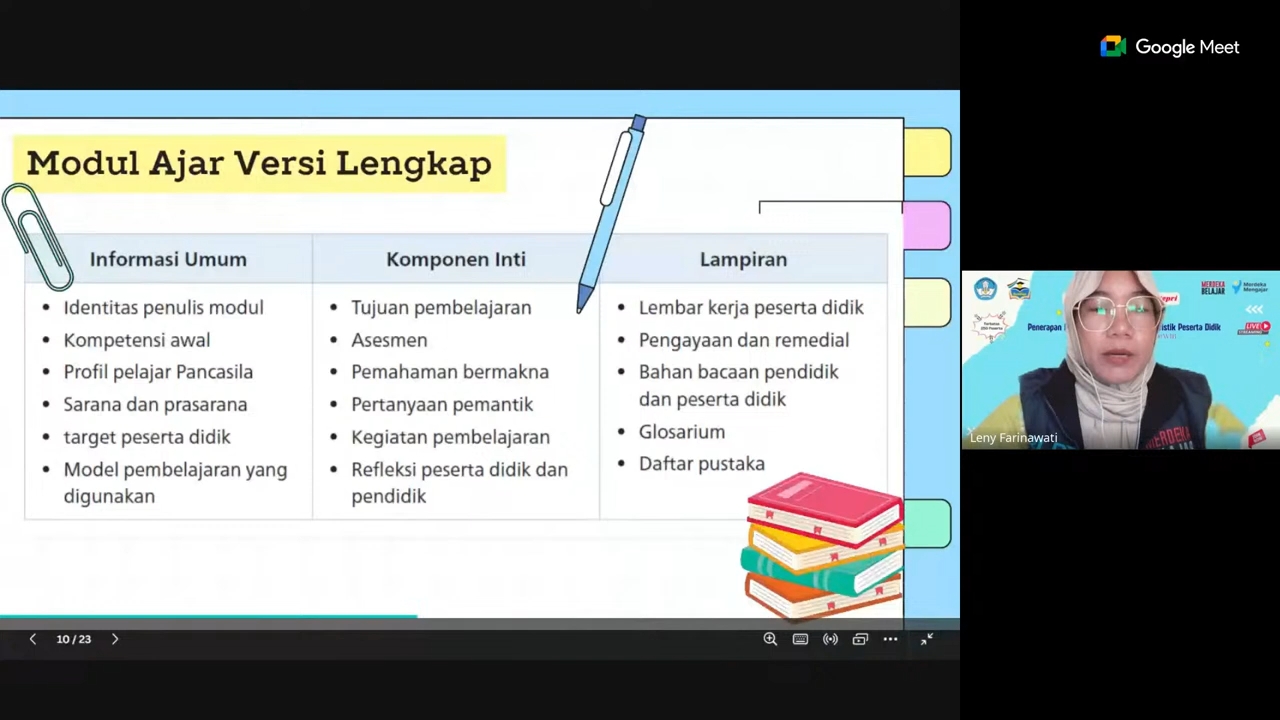 Google Meet
Modul Ajar Versi Lengkap
Informasi Umum
Identitas penulis modul
Kompetensi awal
Profil pelajar Pancasila
Sarana dan prasarana
target peserta didik
Model pembelajaran yang
digunakan
Komponen Inti
Tujuan pembelajaran
Asesmen
Pemahaman bermakna
Pertanyaan pemantik
Kegiatan pembelajaran
Refleksi peserta didik dan
pendidik
Lampiran
Lembar kerja peserta didik
Pengayaan dan remedial
Bahan bacaan pendidik
dan peserta didik
Glosarium
Daftar pustaka
MERDEKA
BELAJAR
Merdeka
Mengajar
Penerapan
Peserta Didik
LIVE
Leny Farinawati
MERDEKA
10 / 23